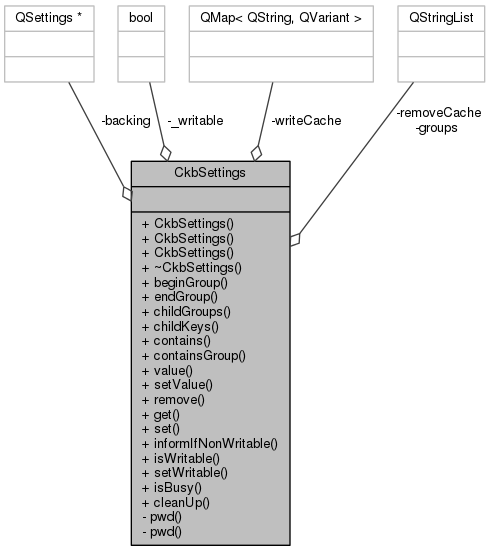 QSettings *
bool
QMap< QString, QVariant >
QStringList
-backing
-_writable
-writeCache
-removeCache
-groups
CkbSettings
+ CkbSettings()
+ CkbSettings()
+ CkbSettings()
+ ~CkbSettings()
+ beginGroup()
+ endGroup()
+ childGroups()
+ childKeys()
+ contains()
+ containsGroup()
+ value()
+ setValue()
+ remove()
+ get()
+ set()
+ informIfNonWritable()
+ isWritable()
+ setWritable()
+ isBusy()
+ cleanUp()
- pwd()
- pwd()